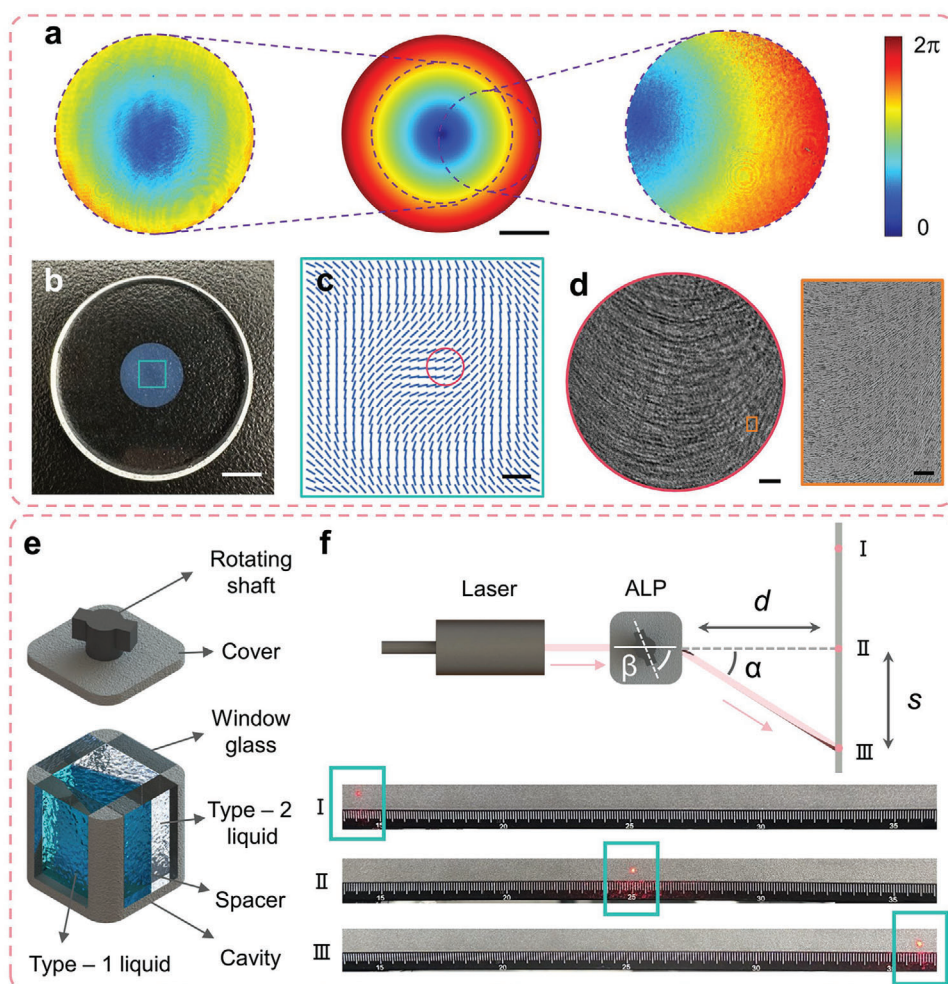 a
2π
0
b
c
d
e
Rotating
shaft
Cover
Window
glass
Type – 2
liquid
Spacer
Type – 1 liquid
Cavity
f
Laser
ALP
d
I
II
III
β
α
s
I
15
20
25
30
35
II
15
20
25
30
35
III
15
20
25
30